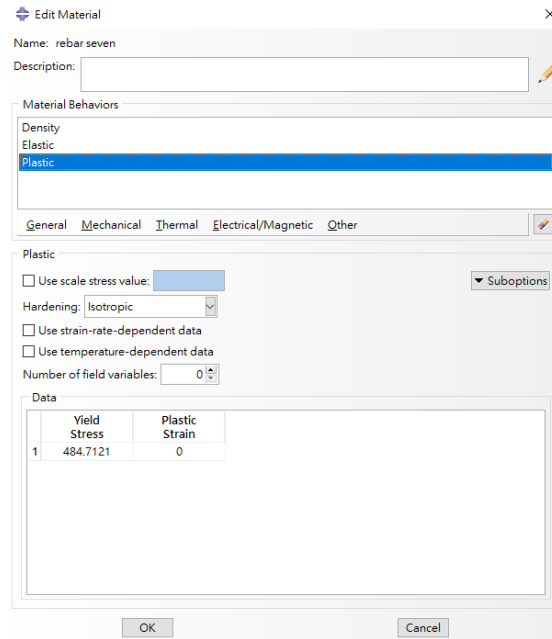 Edit Material
Name: rebar seven
Description:
Material Behaviors
Density
Elastic
Plastic
General Mechanical Thermal Electrical/Magnetic Other
Plastic
Use scale stress value:
Suboptions
Hardening: Isotropic
Use strain-rate-dependent data
Use temperature-dependent data
Number of field variables: 0
Data
Yield Stress Plastic Strain
1 484.7121 0
OK Cancel